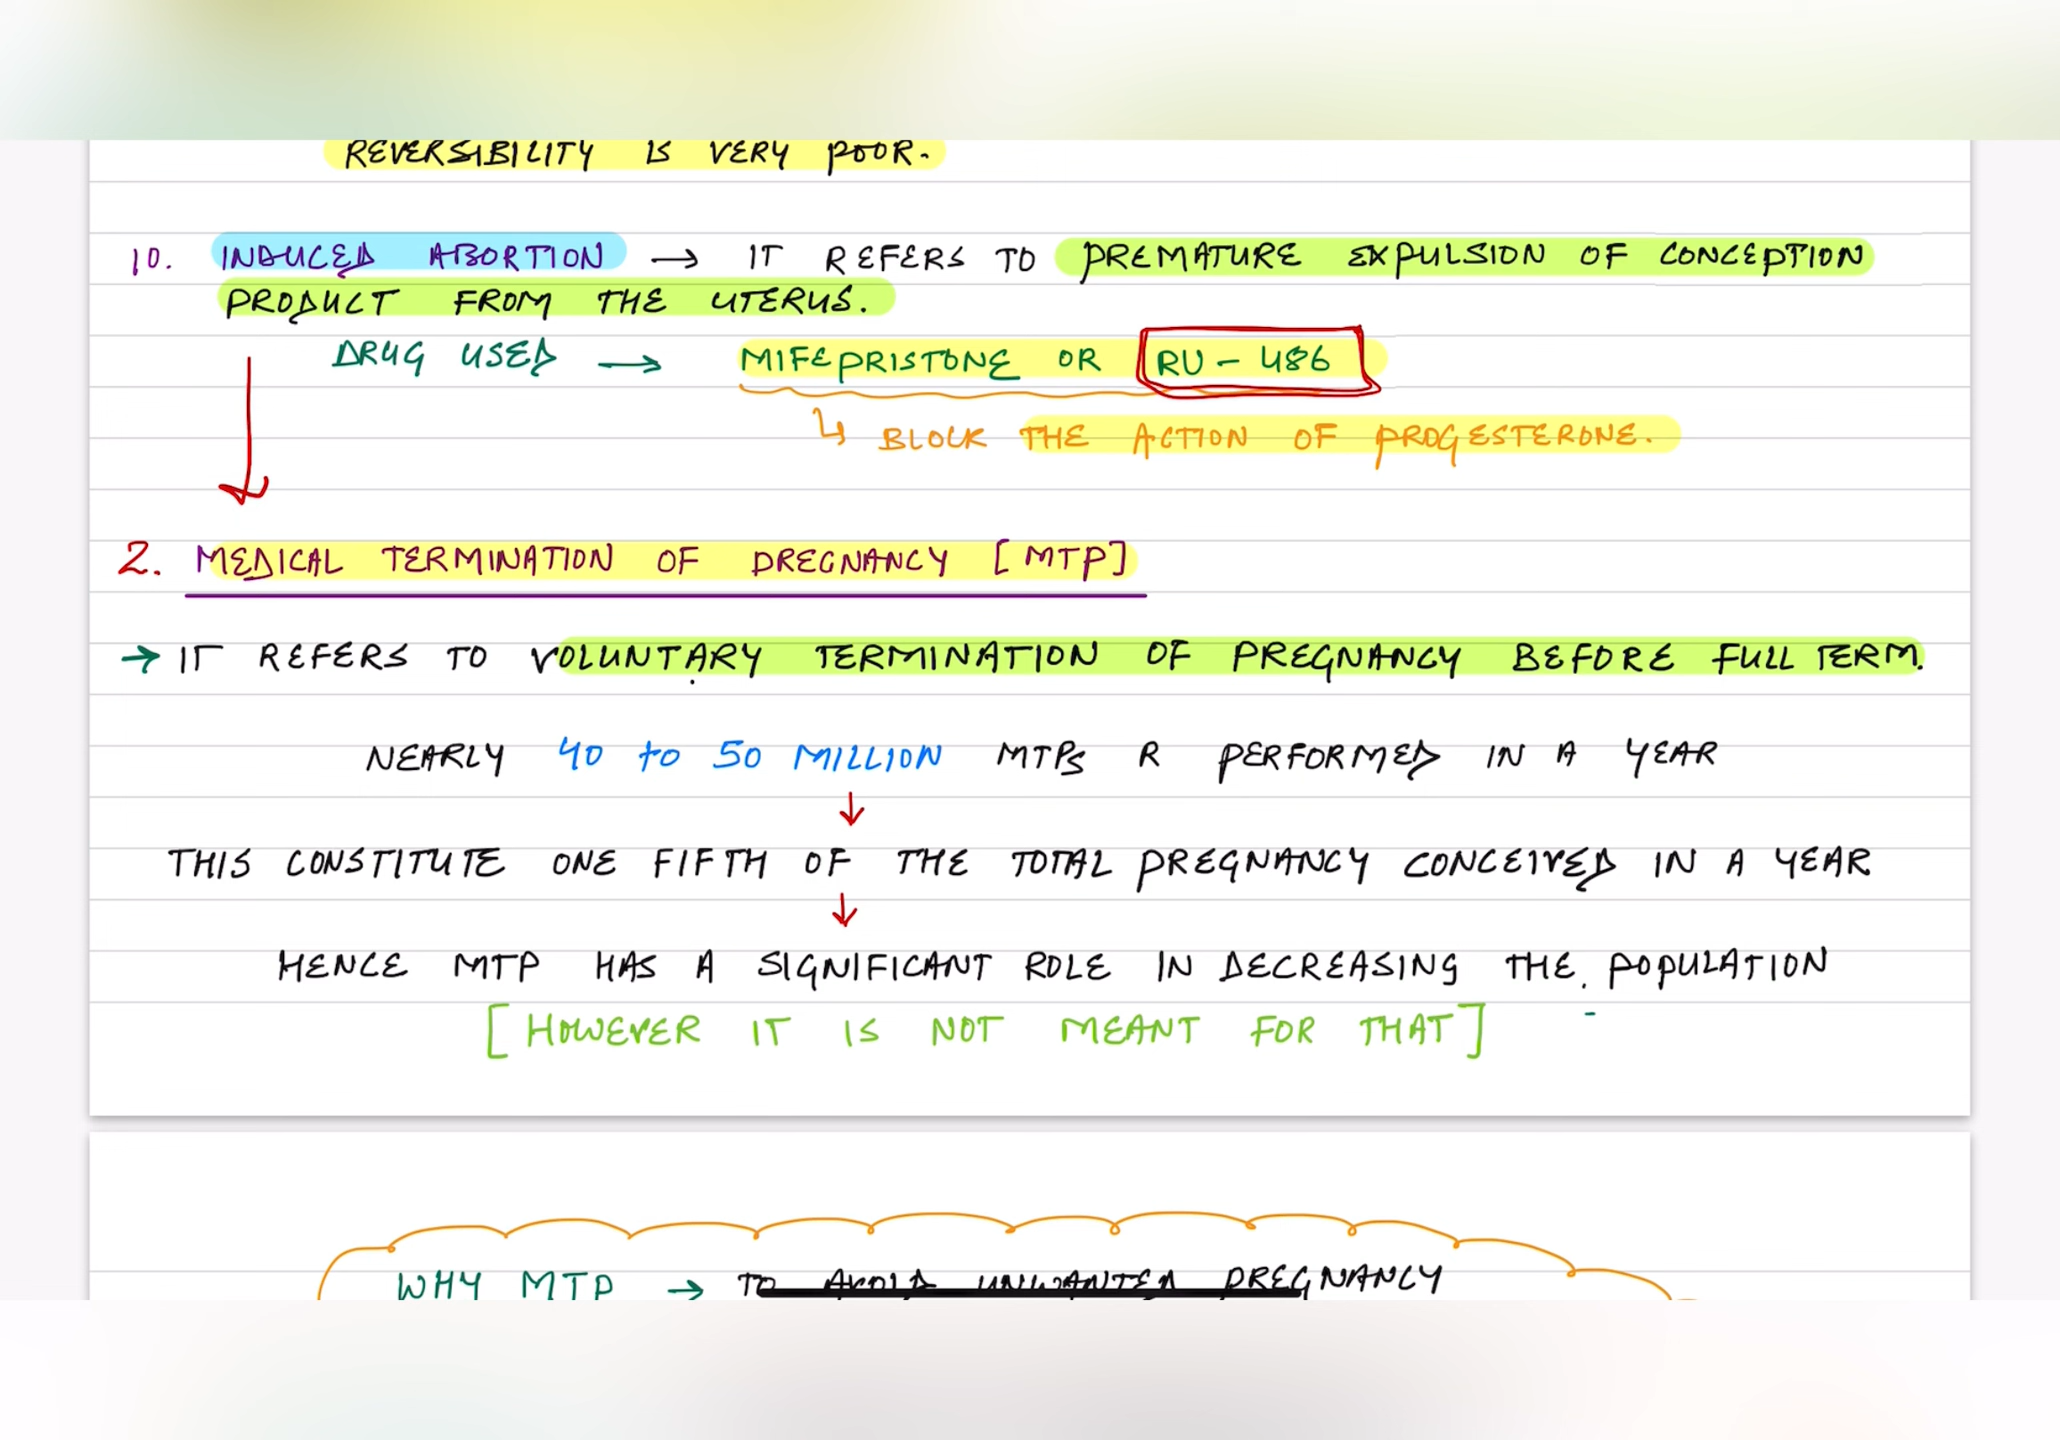 REVERSIBILITY IS VERY POOR.
10. INDUCED ABORTION → IT REFERS TO PREMATURE EXPULSION OF CONCEPTION
PRODUCT FROM THE UTERUS.
DRUG USED → MIFEPRISTONE OR RU - 486
↳ BLOCK THE ACTION OF PROGESTERONE.
2. MEDICAL TERMINATION OF PREGNANCY [MTP]
→ IT REFERS TO VOLUNTARY TERMINATION OF PREGNANCY BEFORE FULL TERM.
NEARLY 40 to 50 MILLION MTPs R PERFORMED IN A YEAR
↓
THIS CONSTITUTE ONE FIFTH OF THE TOTAL PREGNANCY CONCEIVED IN A YEAR
↓
HENCE MTP HAS A SIGNIFICANT ROLE IN DECREASING THE POPULATION
[HOWEVER IT IS NOT MEANT FOR THAT]
WHY MTP → TO AVOID UNWANTED PREGNANCY